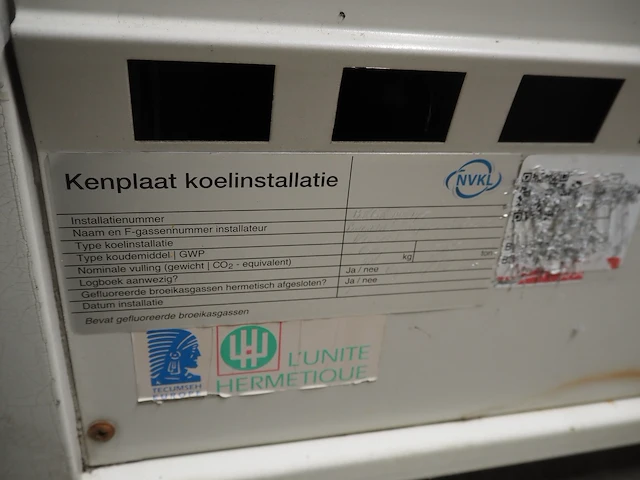 Kenplaat koelinstallatie
NVKL
Installatienummer
Naam en F-gassennummer installateur
Type koelinstallatie
Type koudemiddel | GWP
Nominale vulling (gewicht | CO2 - equivalent) kg ton
Logboek aanwezig? Ja / nee
Gefluoreerde broeikasgassen hermetisch afgesloten? Ja / nee
Datum installatie
Bevat gefluoreerde broeikasgassen
TECUMSEH
EUROPE
L'UNITE
HERMETIQUE